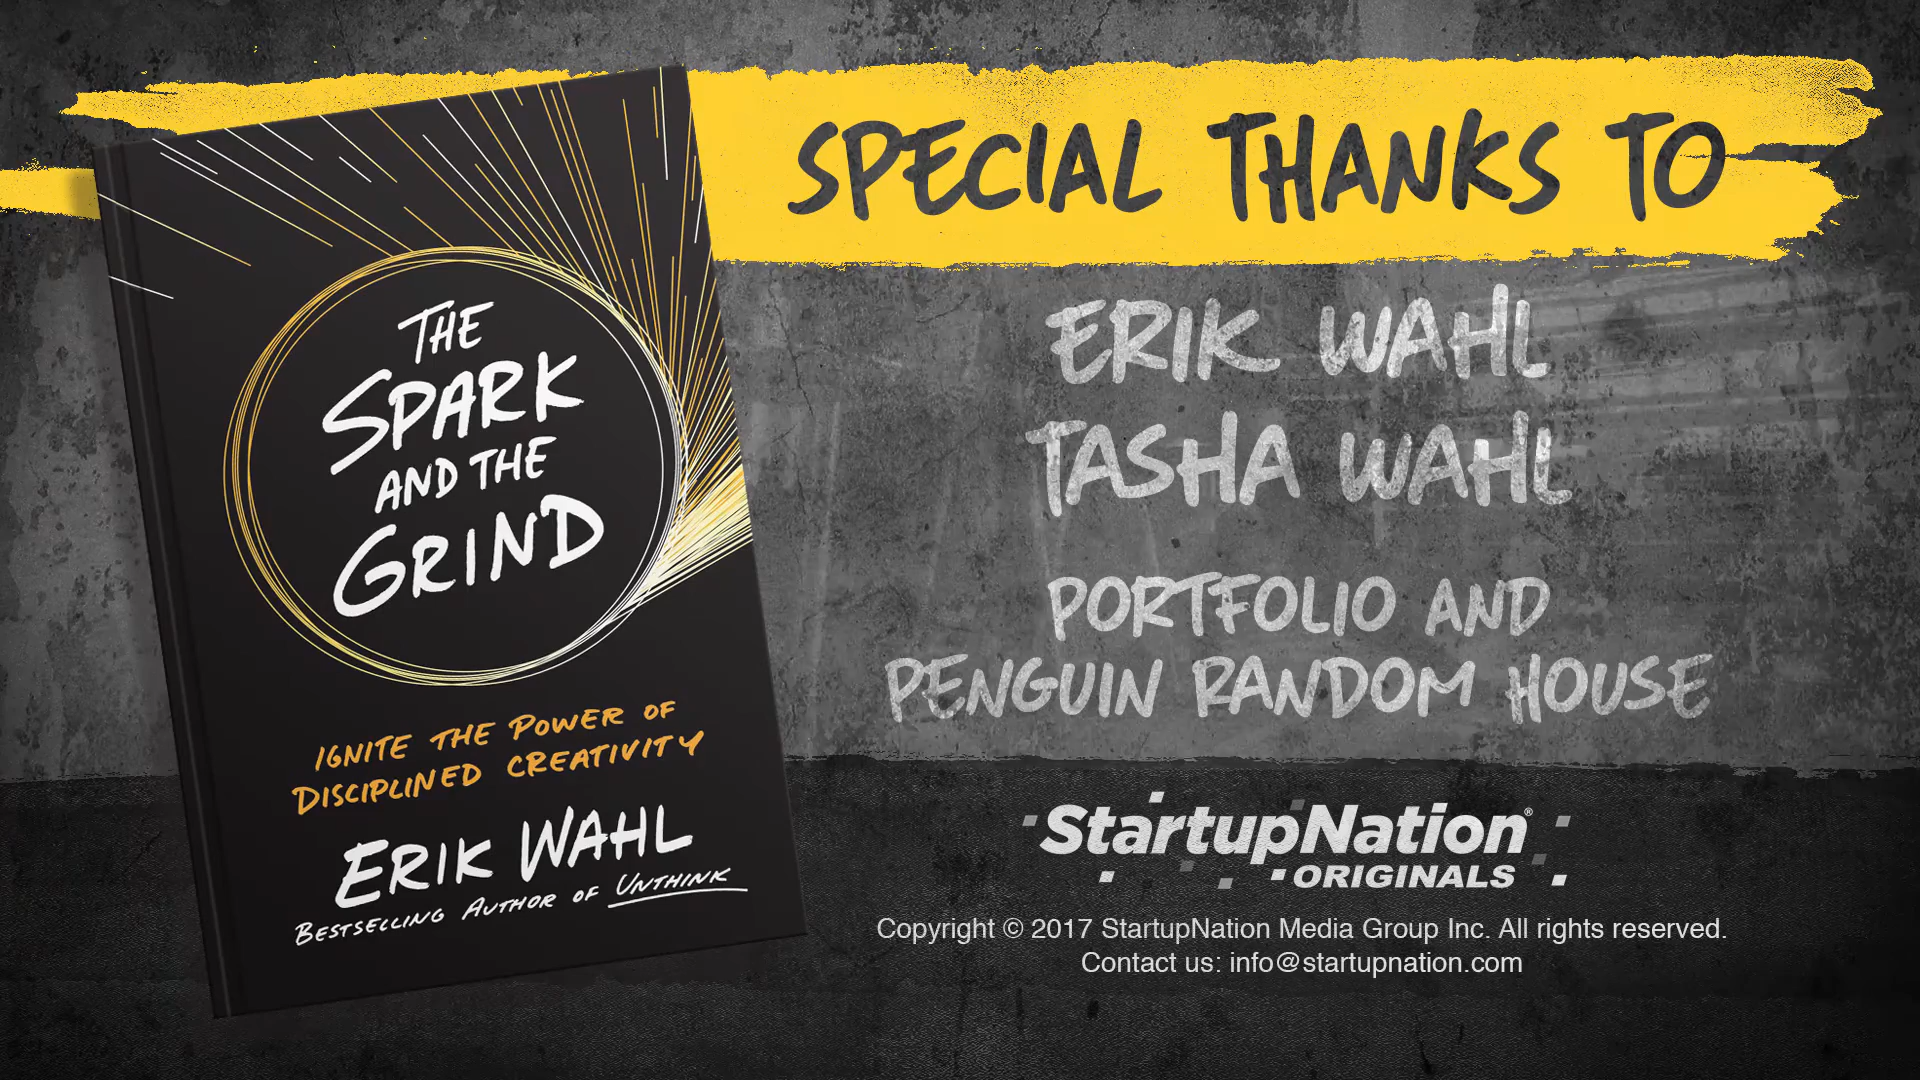 THE
SPARK
AND THE
GRIND
IGNITE THE POWER OF
DISCIPLINED CREATIVITY
ERIK WAHL
BESTSELLING AUTHOR OF UNTHINK
SPECIAL THANKS TO
ERIK WAHL
TASHA WAHL
PORTFOLIO AND
PENGUIN RANDOM HOUSE
StartupNation®
ORIGINALS
Copyright © 2017 StartupNation Media Group Inc. All rights reserved.
Contact us: info@startupnation.com